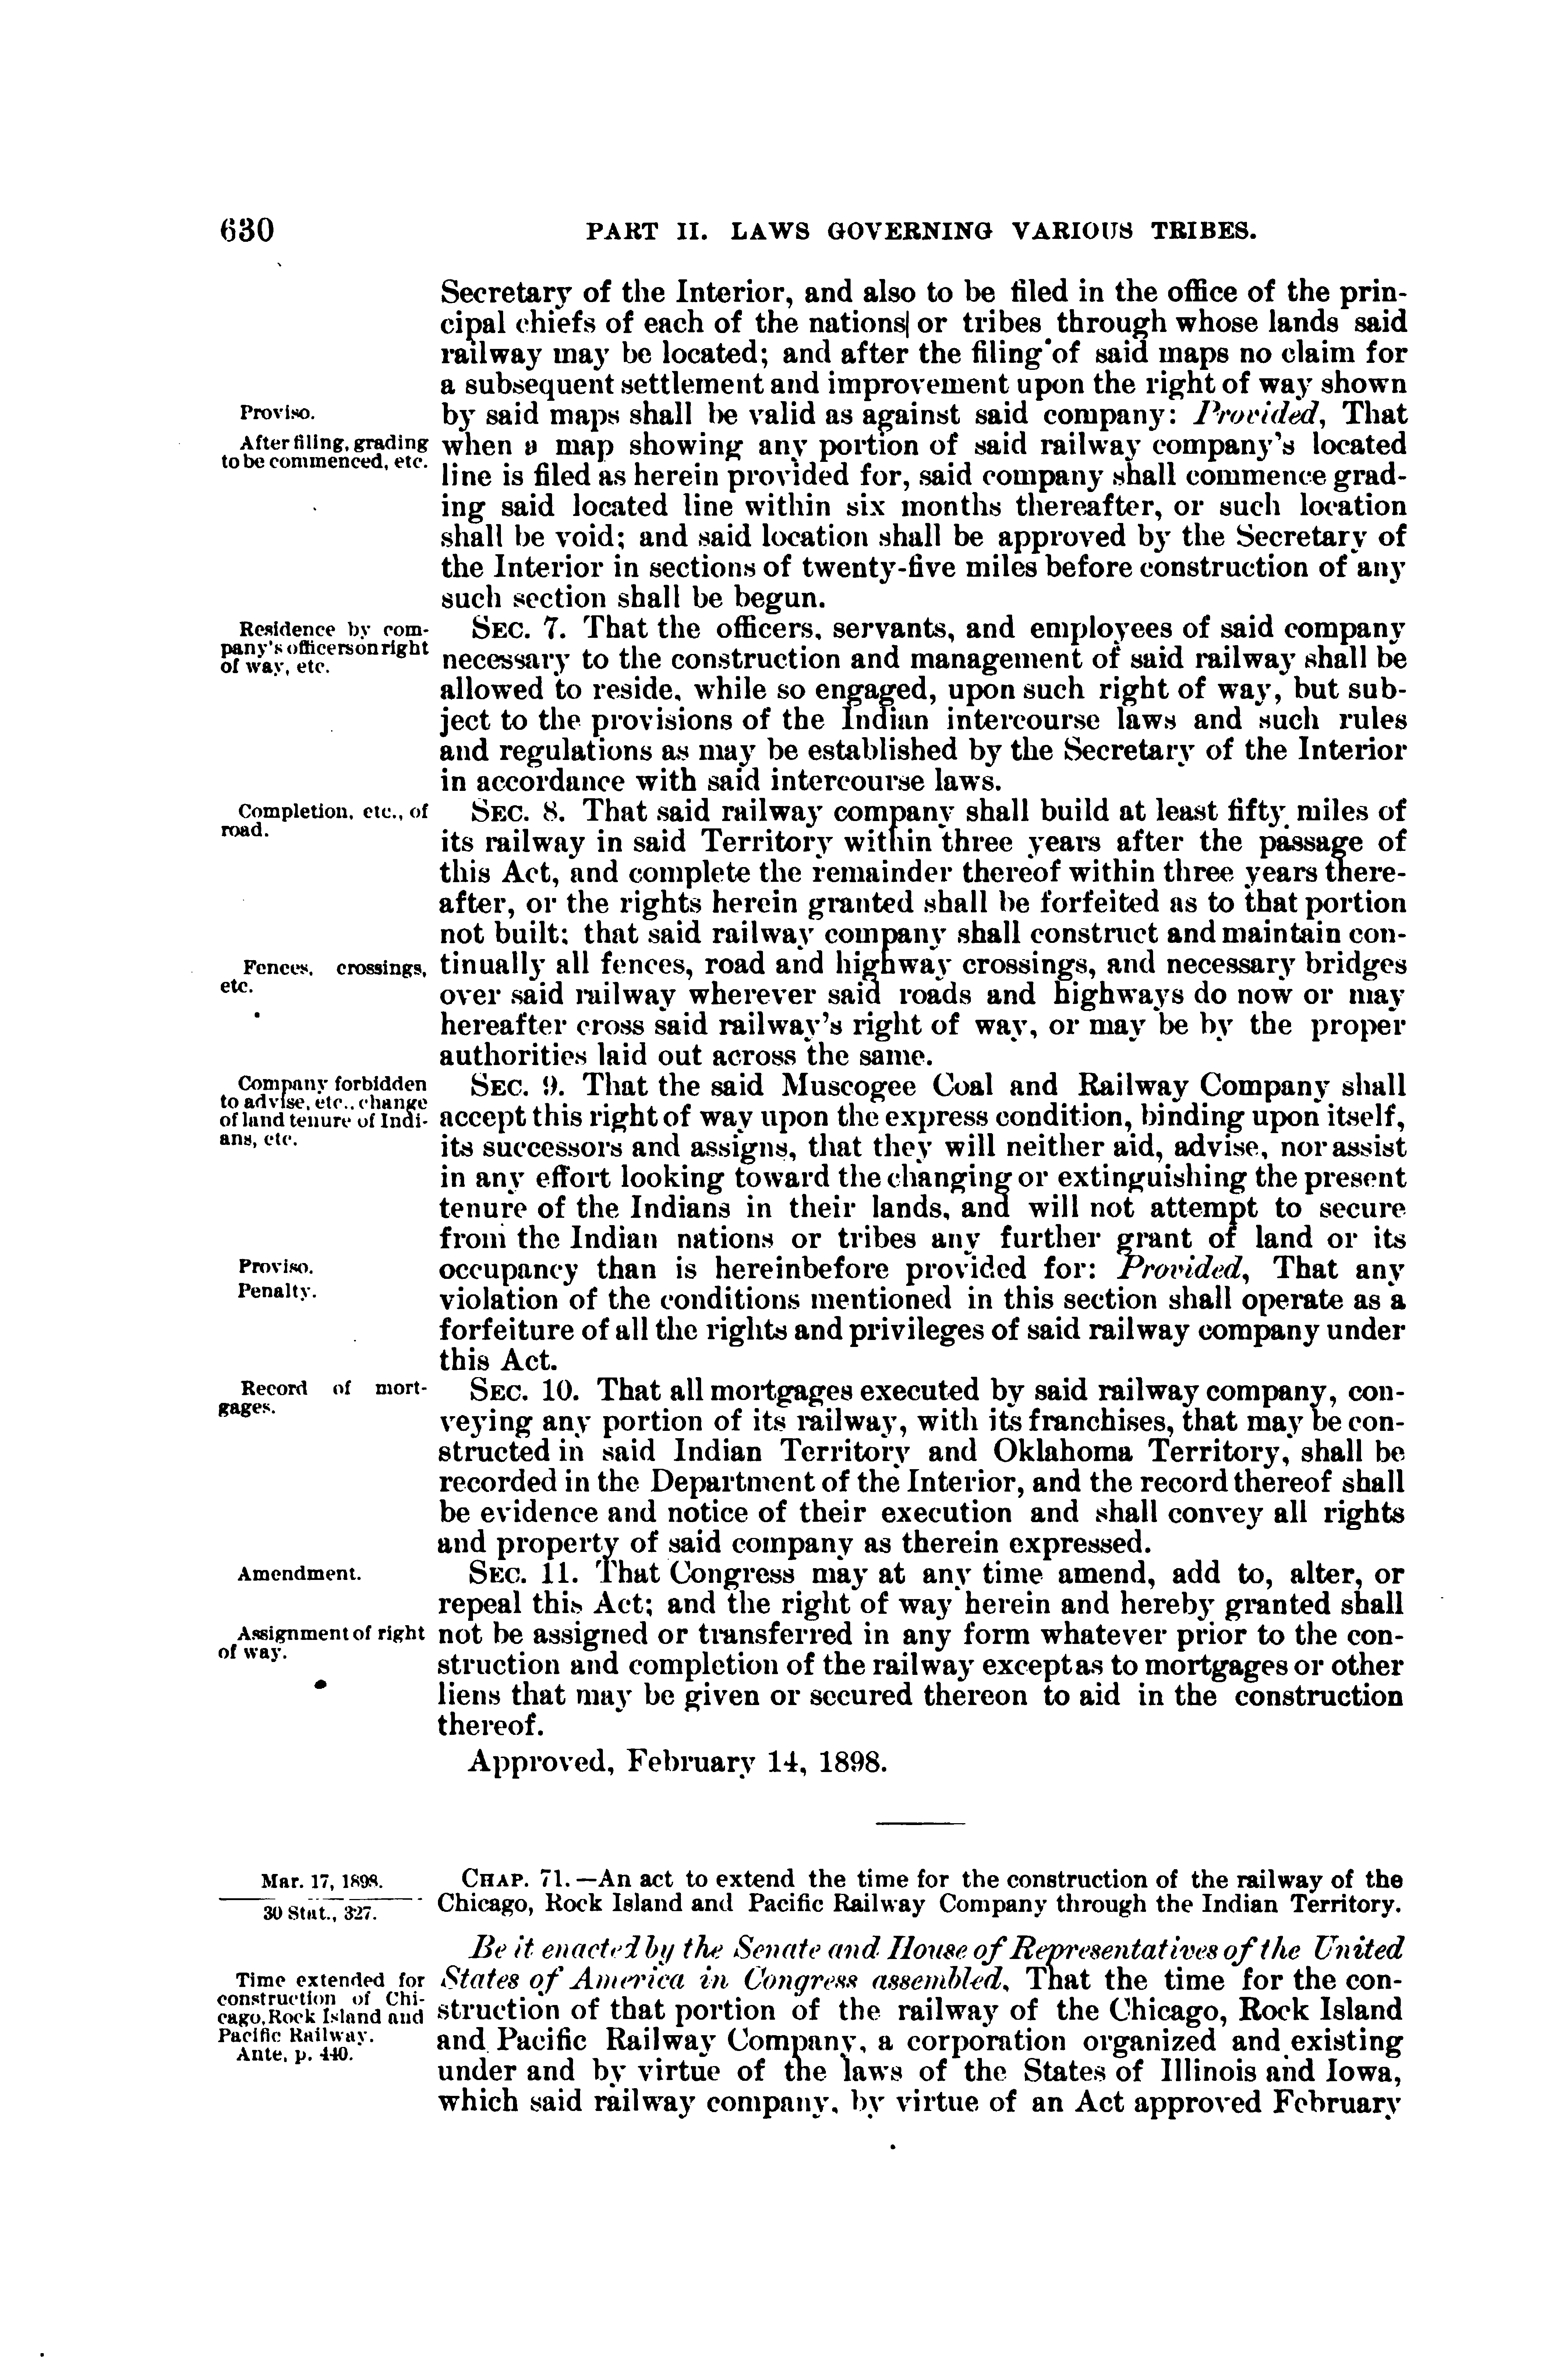 630 PART II. LAWS GOVERNING VARIOUS TRIBES.
Secretary of the Interior, and also to be filed in the office of the prin-
cipal chiefs of each of the nations or tribes through whose lands said
railway may be located; and after the filing of said maps no claim for
a subsequent settlement and improvement upon the right of way shown
Proviso.
by said maps shall be valid as against said company: Provided, That
After filing, grading
to be commenced, etc.
when a map showing any portion of said railway company's located
line is filed as herein provided for, said company shall commence grad-
ing said located line within six months thereafter, or such location
shall be void; and said location shall be approved by the Secretary of
the Interior in sections of twenty-five miles before construction of any
such section shall be begun.
Residence by com-
pany's officers on right
of way, etc.
SEC. 7. That the officers, servants, and employees of said company
necessary to the construction and management of said railway shall be
allowed to reside, while so engaged, upon such right of way, but sub-
ject to the provisions of the Indian intercourse laws and such rules
and regulations as may be established by the Secretary of the Interior
in accordance with said intercourse laws.
Completion, etc., of
road.
SEC. 8. That said railway company shall build at least fifty miles of
its railway in said Territory within three years after the passage of
this Act, and complete the remainder thereof within three years there-
after, or the rights herein granted shall be forfeited as to that portion
not built; that said railway company shall construct and maintain con-
Fences, crossings,
etc.
tinually all fences, road and highway crossings, and necessary bridges
over said railway wherever said roads and highways do now or may
hereafter cross said railway's right of way, or may be by the proper
authorities laid out across the same.
Company forbidden
to advise, etc., change
of land tenure of Indi-
ans, etc.
SEC. 9. That the said Muscogee Coal and Railway Company shall
accept this right of way upon the express condition, binding upon itself,
its successors and assigns, that they will neither aid, advise, nor assist
in any effort looking toward the changing or extinguishing the present
tenure of the Indians in their lands, and will not attempt to secure
from the Indian nations or tribes any further grant of land or its
Proviso.
Penalty.
occupancy than is hereinbefore provided for: Provided, That any
violation of the conditions mentioned in this section shall operate as a
forfeiture of all the rights and privileges of said railway company under
this Act.
Record of mort-
gages.
SEC. 10. That all mortgages executed by said railway company, con-
veying any portion of its railway, with its franchises, that may be con-
structed in said Indian Territory and Oklahoma Territory, shall be
recorded in the Department of the Interior, and the record thereof shall
be evidence and notice of their execution and shall convey all rights
and property of said company as therein expressed.
Amendment.
SEC. 11. That Congress may at any time amend, add to, alter, or
repeal this Act; and the right of way herein and hereby granted shall
Assignment of right
of way.
not be assigned or transferred in any form whatever prior to the con-
struction and completion of the railway except as to mortgages or other
liens that may be given or secured thereon to aid in the construction
thereof.
Approved, February 14, 1898.
Mar. 17, 1898.
30 Stat., 327.
CHAP. 71.—An act to extend the time for the construction of the railway of the
Chicago, Rock Island and Pacific Railway Company through the Indian Territory.
Be it enacted by the Senate and House of Representatives of the United
Time extended for
construction of Chi-
cago, Rock Island and
Pacific Railway.
Ante, p. 440.
States of America in Congress assembled, That the time for the con-
struction of that portion of the railway of the Chicago, Rock Island
and Pacific Railway Company, a corporation organized and existing
under and by virtue of the laws of the States of Illinois and Iowa,
which said railway company, by virtue of an Act approved February